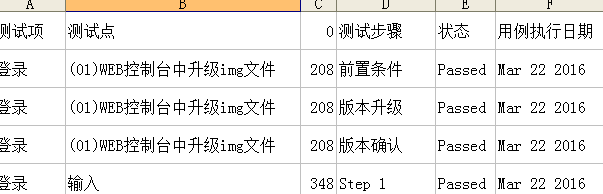 A B C D E F
测试项 测试点 0 测试步骤 状态 用例执行日期
登录 (01)WEB控制台中升级img文件 208 前置条件 Passed Mar 22 2016
登录 (01)WEB控制台中升级img文件 208 版本升级 Passed Mar 22 2016
登录 (01)WEB控制台中升级img文件 208 版本确认 Passed Mar 22 2016
登录 输入 348 Step 1 Passed Mar 22 2016